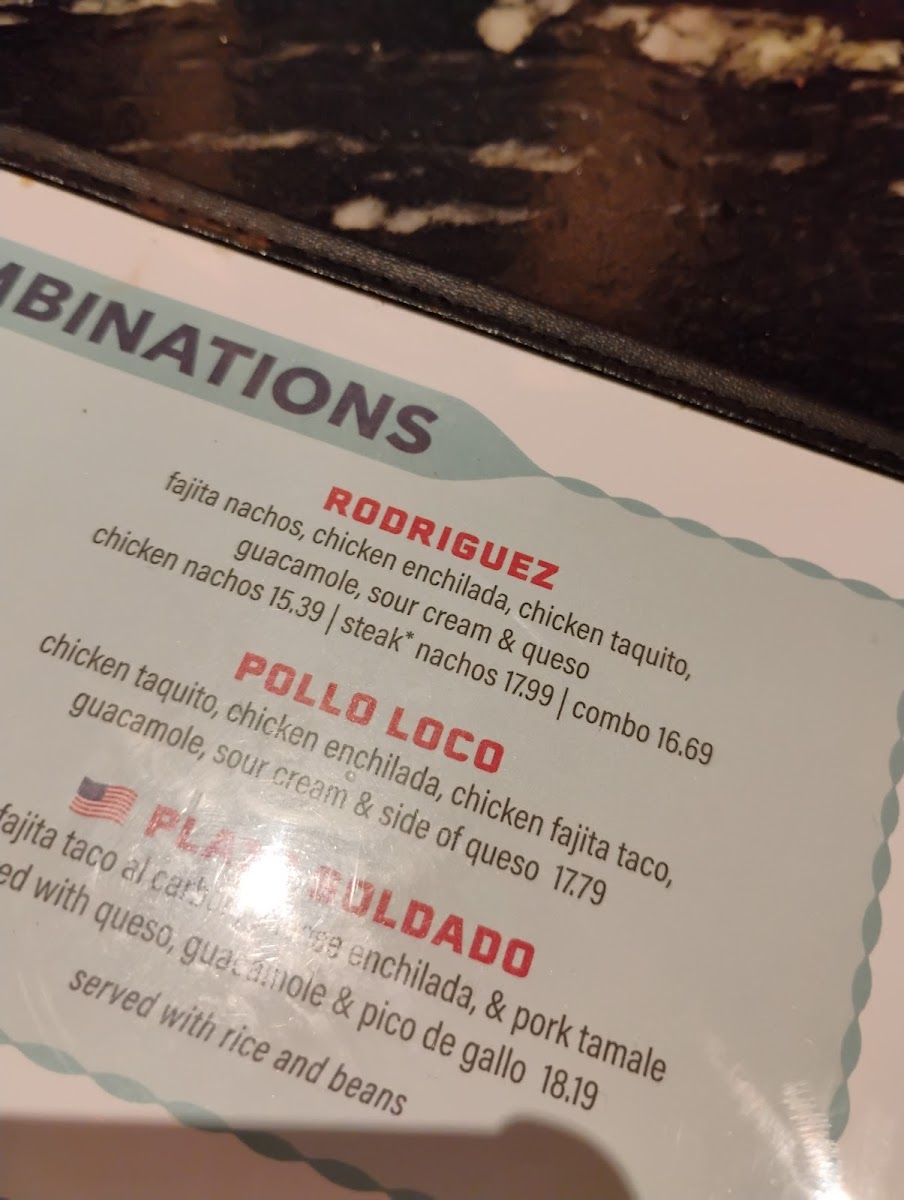 MBINATIONS
RODRIGUEZ
fajita nachos, chicken enchilada, chicken taquito,
guacamole, sour cream & queso
chicken nachos 15.39 | steak* nachos 17.99 | combo 16.69
POLLO LOCO
chicken taquito, chicken enchilada, chicken fajita taco,
guacamole, sour cream & side of queso 17.79
SOLDADO
fajita taco al enchilada, & pork tamale
ed with queso, guacamole & pico de gallo 18.19
served with rice and beans